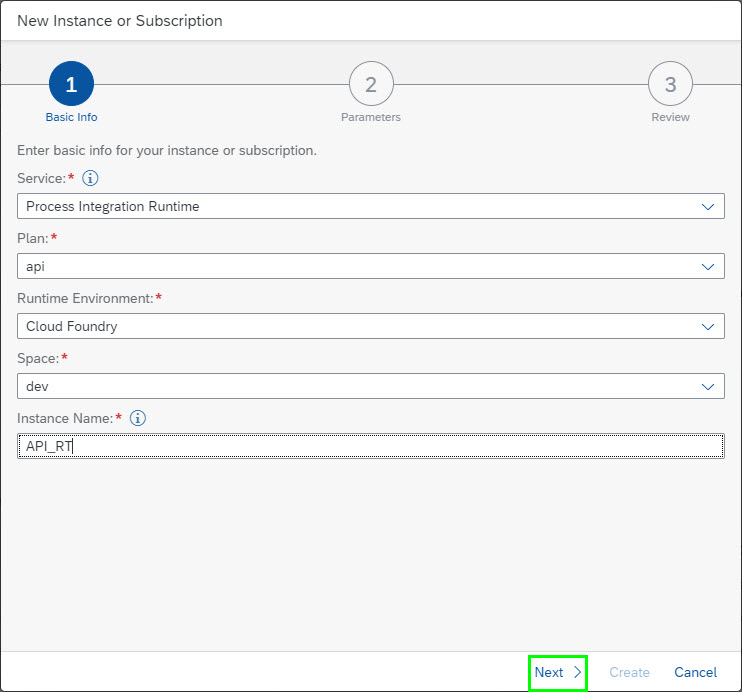 New Instance or Subscription
1 2 3
Basic Info Parameters Review
Enter basic info for your instance or subscription.
Service:*
Process Integration Runtime
Plan:*
api
Runtime Environment:*
Cloud Foundry
Space:*
dev
Instance Name:*
API_RT
Next Create Cancel